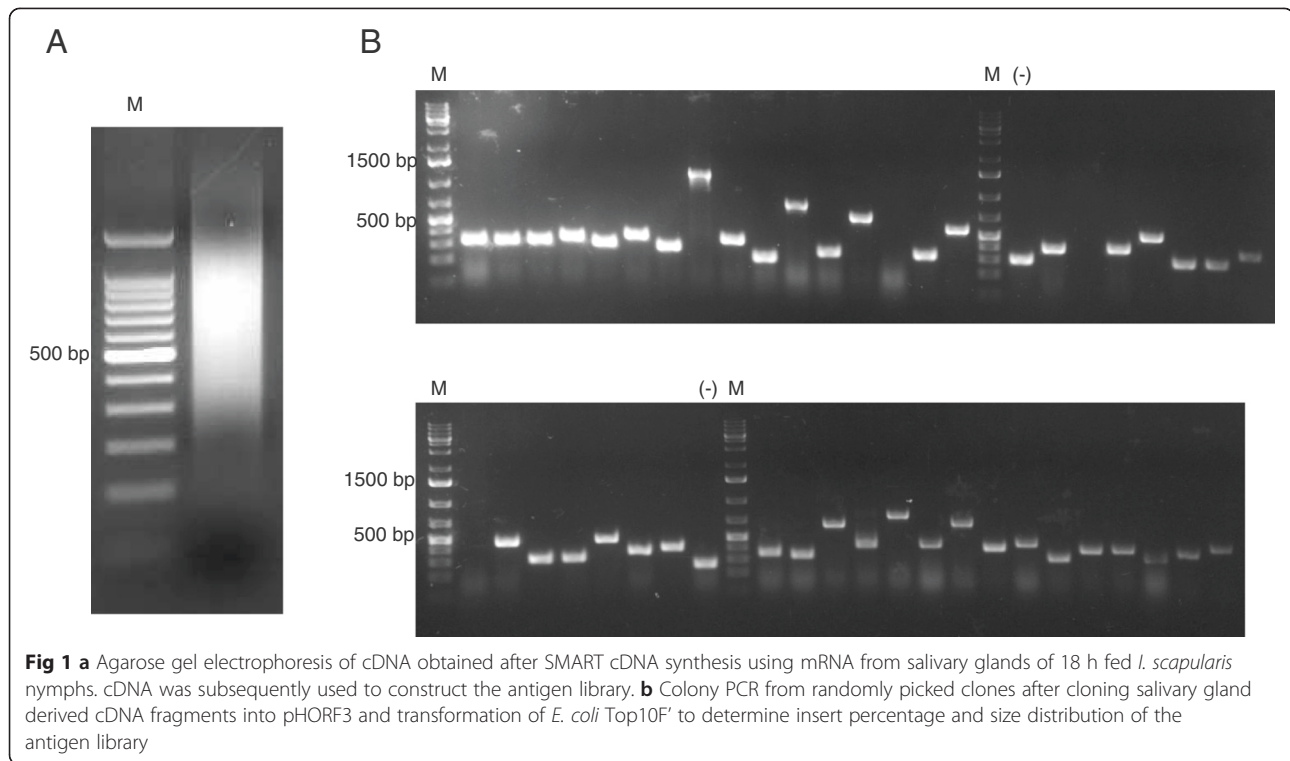 A
B
M
500 bp
M
M (-)
1500 bp
500 bp
M
(-) M
1500 bp
500 bp
Fig 1 a Agarose gel electrophoresis of cDNA obtained after SMART cDNA synthesis using mRNA from salivary glands of 18 h fed I. scapularis
nymphs. cDNA was subsequently used to construct the antigen library. b Colony PCR from randomly picked clones after cloning salivary gland
derived cDNA fragments into pHORF3 and transformation of E. coli Top10F’ to determine insert percentage and size distribution of the
antigen library